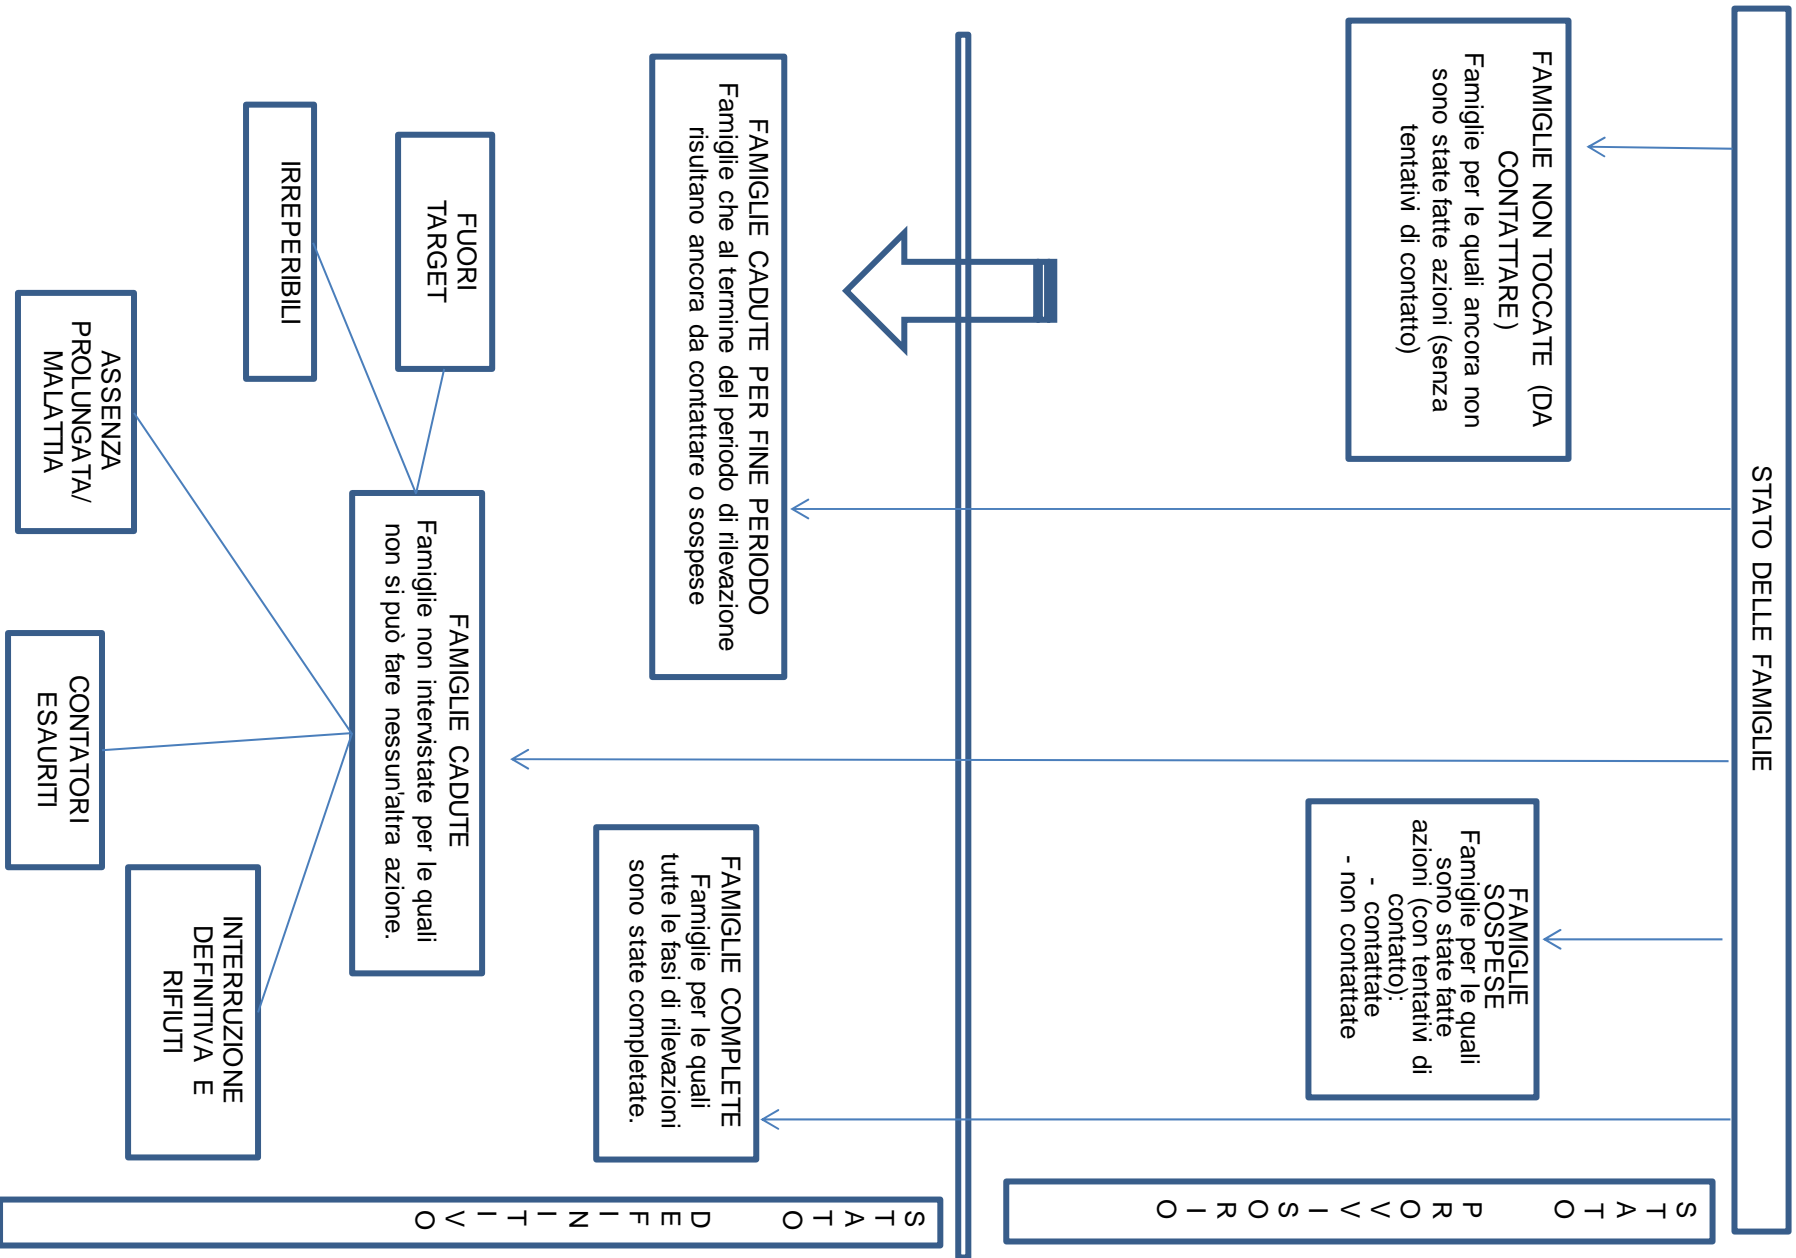 STATO DELLE FAMIGLIE
FAMIGLIE NON TOCCATE (DA
CONTATTARE)
Famiglie per le quali ancora non
sono state fatte azioni (senza
tentativi di contatto)
FAMIGLIE
SOSPESE
Famiglie per le quali
sono state fatte
azioni (con tentativi di
contatto):
- contattate
- non contattate
STATO PROVVISORIO
FAMIGLIE CADUTE PER FINE PERIODO
Famiglie che al termine del periodo di rilevazione
risultano ancora da contattare o sospese
FAMIGLIE COMPLETE
Famiglie per le quali
tutte le fasi di rilevazioni
sono state completate.
FAMIGLIE CADUTE
Famiglie non intervistate per le quali
non si può fare nessun'altra azione.
FUORI
TARGET
IRREPERIBILI
ASSENZA
PROLUNGATA/
MALATTIA
CONTATORI
ESAURITI
INTERRUZIONE
DEFINITIVA E
RIFIUTI
STATO DEFINITIVO